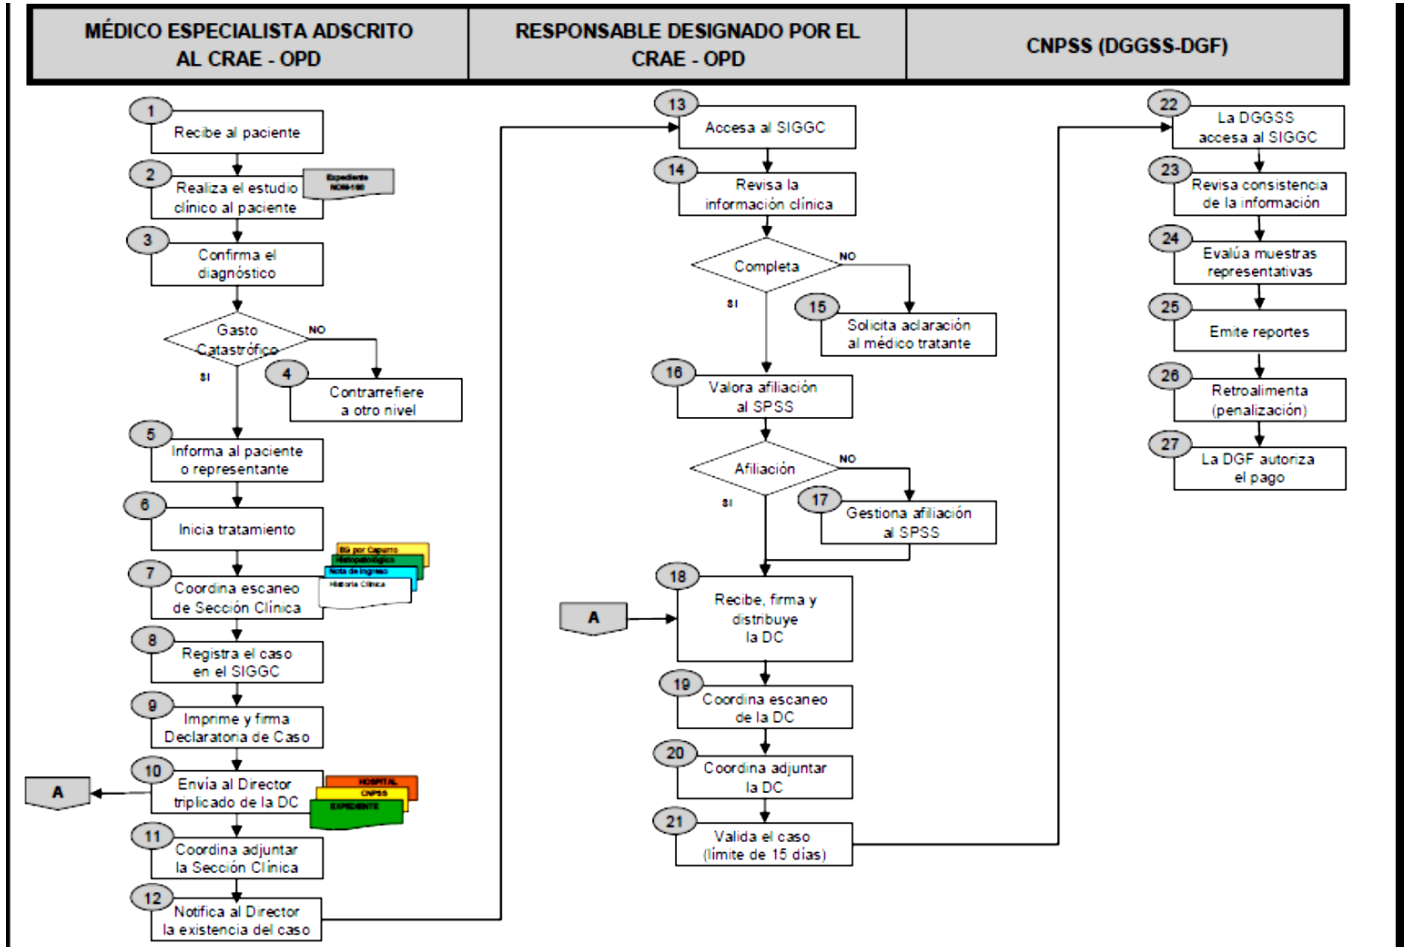 MÉDICO ESPECIALISTA ADSCRITO
AL CRAE - OPD
RESPONSABLE DESIGNADO POR EL
CRAE - OPD
CNPSS (DGGSS-DGF)
1
Recibe al paciente
2
Realiza el estudio
clínico al paciente
Expediente
NOM-168
3
Confirma el
diagnóstico
Gasto
Catastrófico
NO
SI
4
Contrarrefiere
a otro nivel
5
Informa al paciente
o representante
6
Inicia tratamiento
7
Coordina escaneo
de Sección Clínica
EG por Capurro
Histopatológico
Nota de Ingreso
Historia Clínica
8
Registra el caso
en el SIGGC
9
Imprime y firma
Declaratoria de Caso
10
Envía al Director
triplicado de la DC
HOSPITAL
CNPSS
EXPEDIENTE
A
11
Coordina adjuntar
la Sección Clínica
12
Notifica al Director
la existencia del caso
13
Accesa al SIGGC
14
Revisa la
información clínica
Completa
NO
SI
15
Solicita aclaración
al médico tratante
16
Valora afiliación
al SPSS
Afiliación
NO
SI
17
Gestiona afiliación
al SPSS
18
Recibe, firma y
distribuye
la DC
A
19
Coordina escaneo
de la DC
20
Coordina adjuntar
la DC
21
Valida el caso
(límite de 15 días)
22
La DGGSS
accesa al SIGGC
23
Revisa consistencia
de la información
24
Evalúa muestras
representativas
25
Emite reportes
26
Retroalimenta
(penalización)
27
La DGF autoriza
el pago